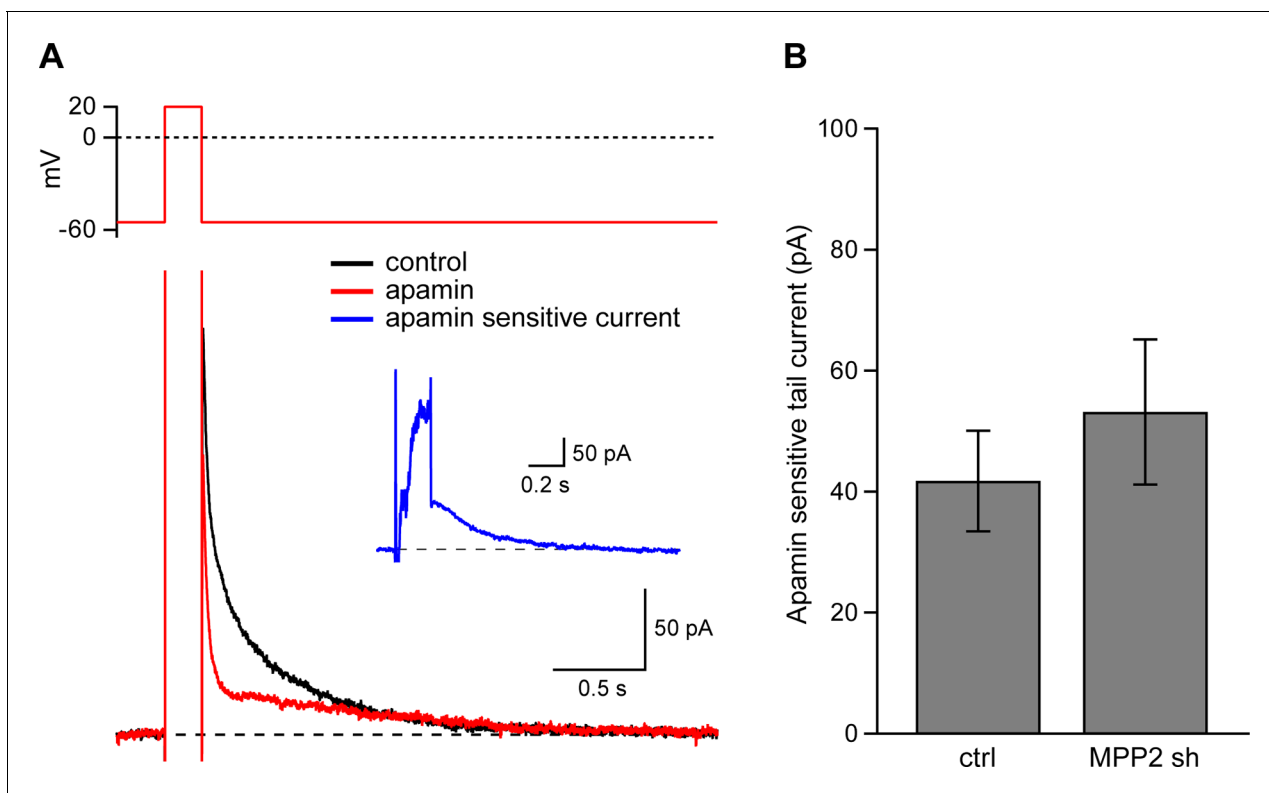 A
20
0
mV
-60
control
apamin
apamin sensitive current
50 pA
0.2 s
50 pA
0.5 s
B
Apamin sensitive tail current (pA)
100
80
60
40
20
0
ctrl
MPP2 sh